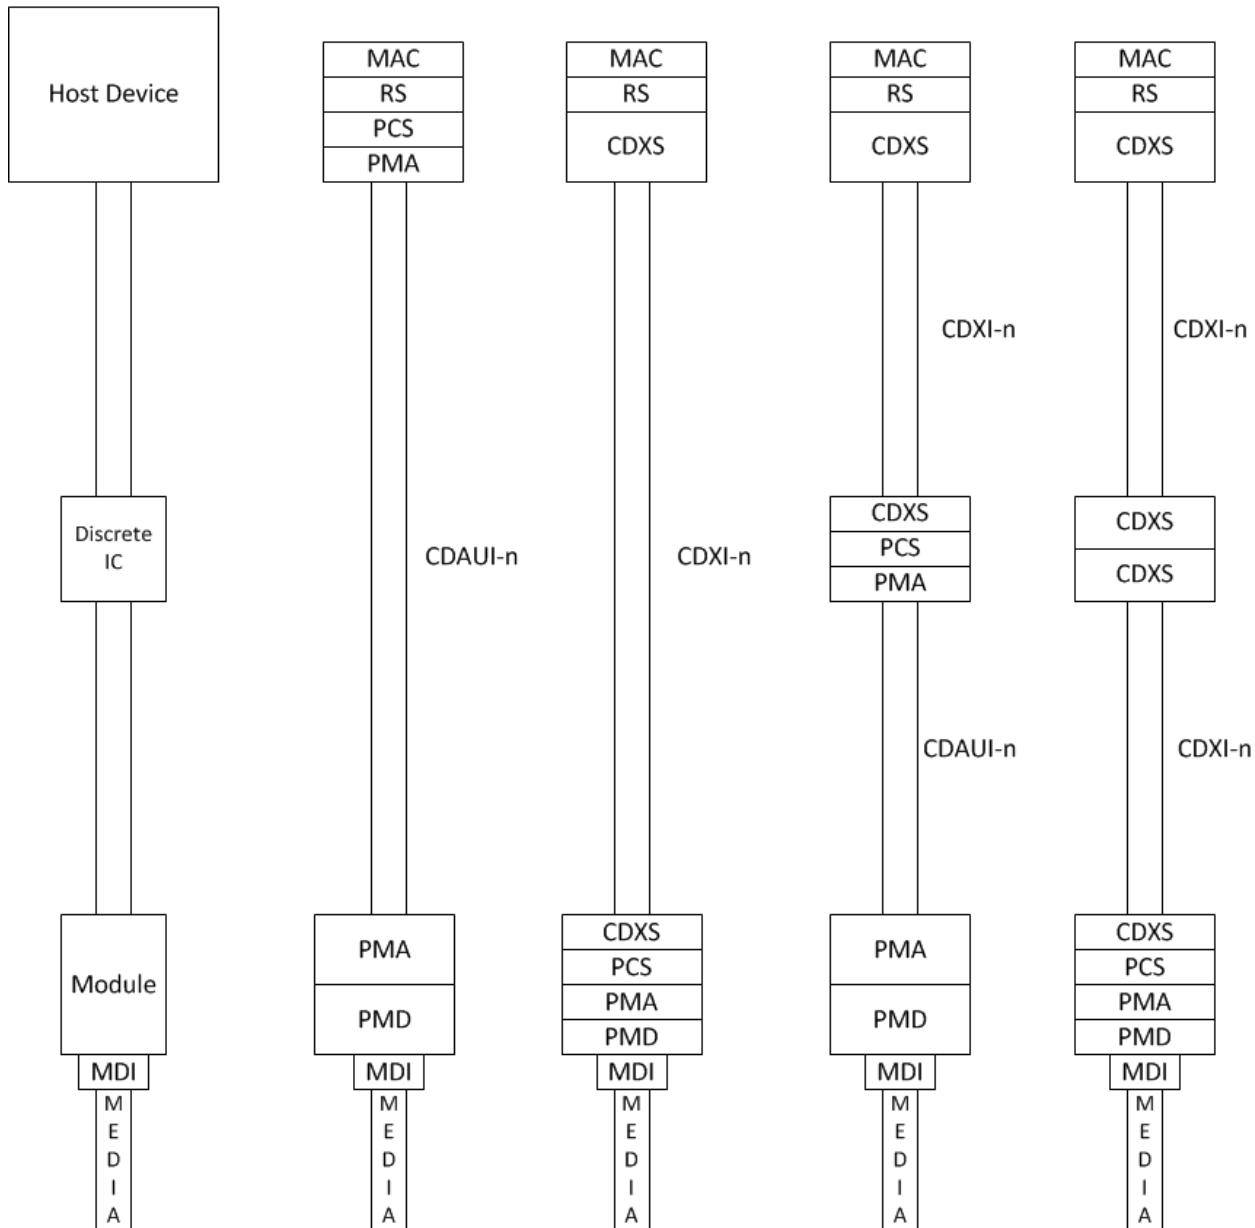 Host Device
Discrete
IC
Module
MDI
M
E
D
I
A
MAC
RS
PCS
PMA
CDAUI-n
PMA
PMD
MDI
M
E
D
I
A
MAC
RS
CDXS
CDXI-n
CDXS
PCS
PMA
PMD
MDI
M
E
D
I
A
MAC
RS
CDXS
CDXI-n
CDXS
PCS
PMA
CDAUI-n
PMA
PMD
MDI
M
E
D
I
A
MAC
RS
CDXS
CDXI-n
CDXS
CDXS
CDXI-n
CDXS
PCS
PMA
PMD
MDI
M
E
D
I
A